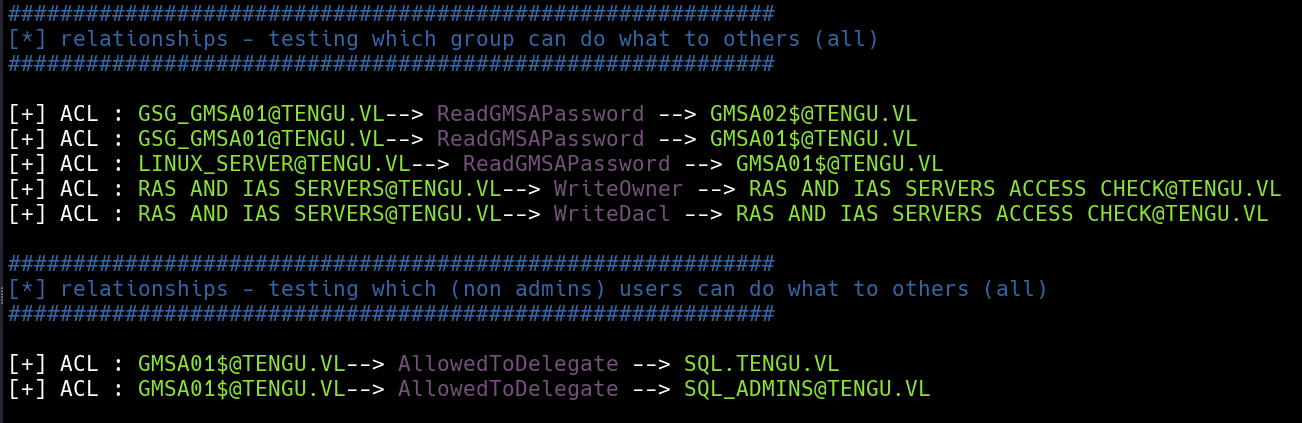 ###########################################################
[*] relationships – testing which group can do what to others (all)
###########################################################
[+] ACL : GSG_GMSA01@TENGU.VL--> ReadGMSAPassword --> GMSA02$@TENGU.VL
[+] ACL : GSG_GMSA01@TENGU.VL--> ReadGMSAPassword --> GMSA01$@TENGU.VL
[+] ACL : LINUX_SERVER@TENGU.VL--> ReadGMSAPassword --> GMSA01$@TENGU.VL
[+] ACL : RAS AND IAS SERVERS@TENGU.VL--> WriteOwner --> RAS AND IAS SERVERS ACCESS CHECK@TENGU.VL
[+] ACL : RAS AND IAS SERVERS@TENGU.VL--> WriteDacl --> RAS AND IAS SERVERS ACCESS CHECK@TENGU.VL
###########################################################
[*] relationships – testing which (non admins) users can do what to others (all)
###########################################################
[+] ACL : GMSA01$@TENGU.VL--> AllowedToDelegate --> SQL.TENGU.VL
[+] ACL : GMSA01$@TENGU.VL--> AllowedToDelegate --> SQL_ADMINS@TENGU.VL